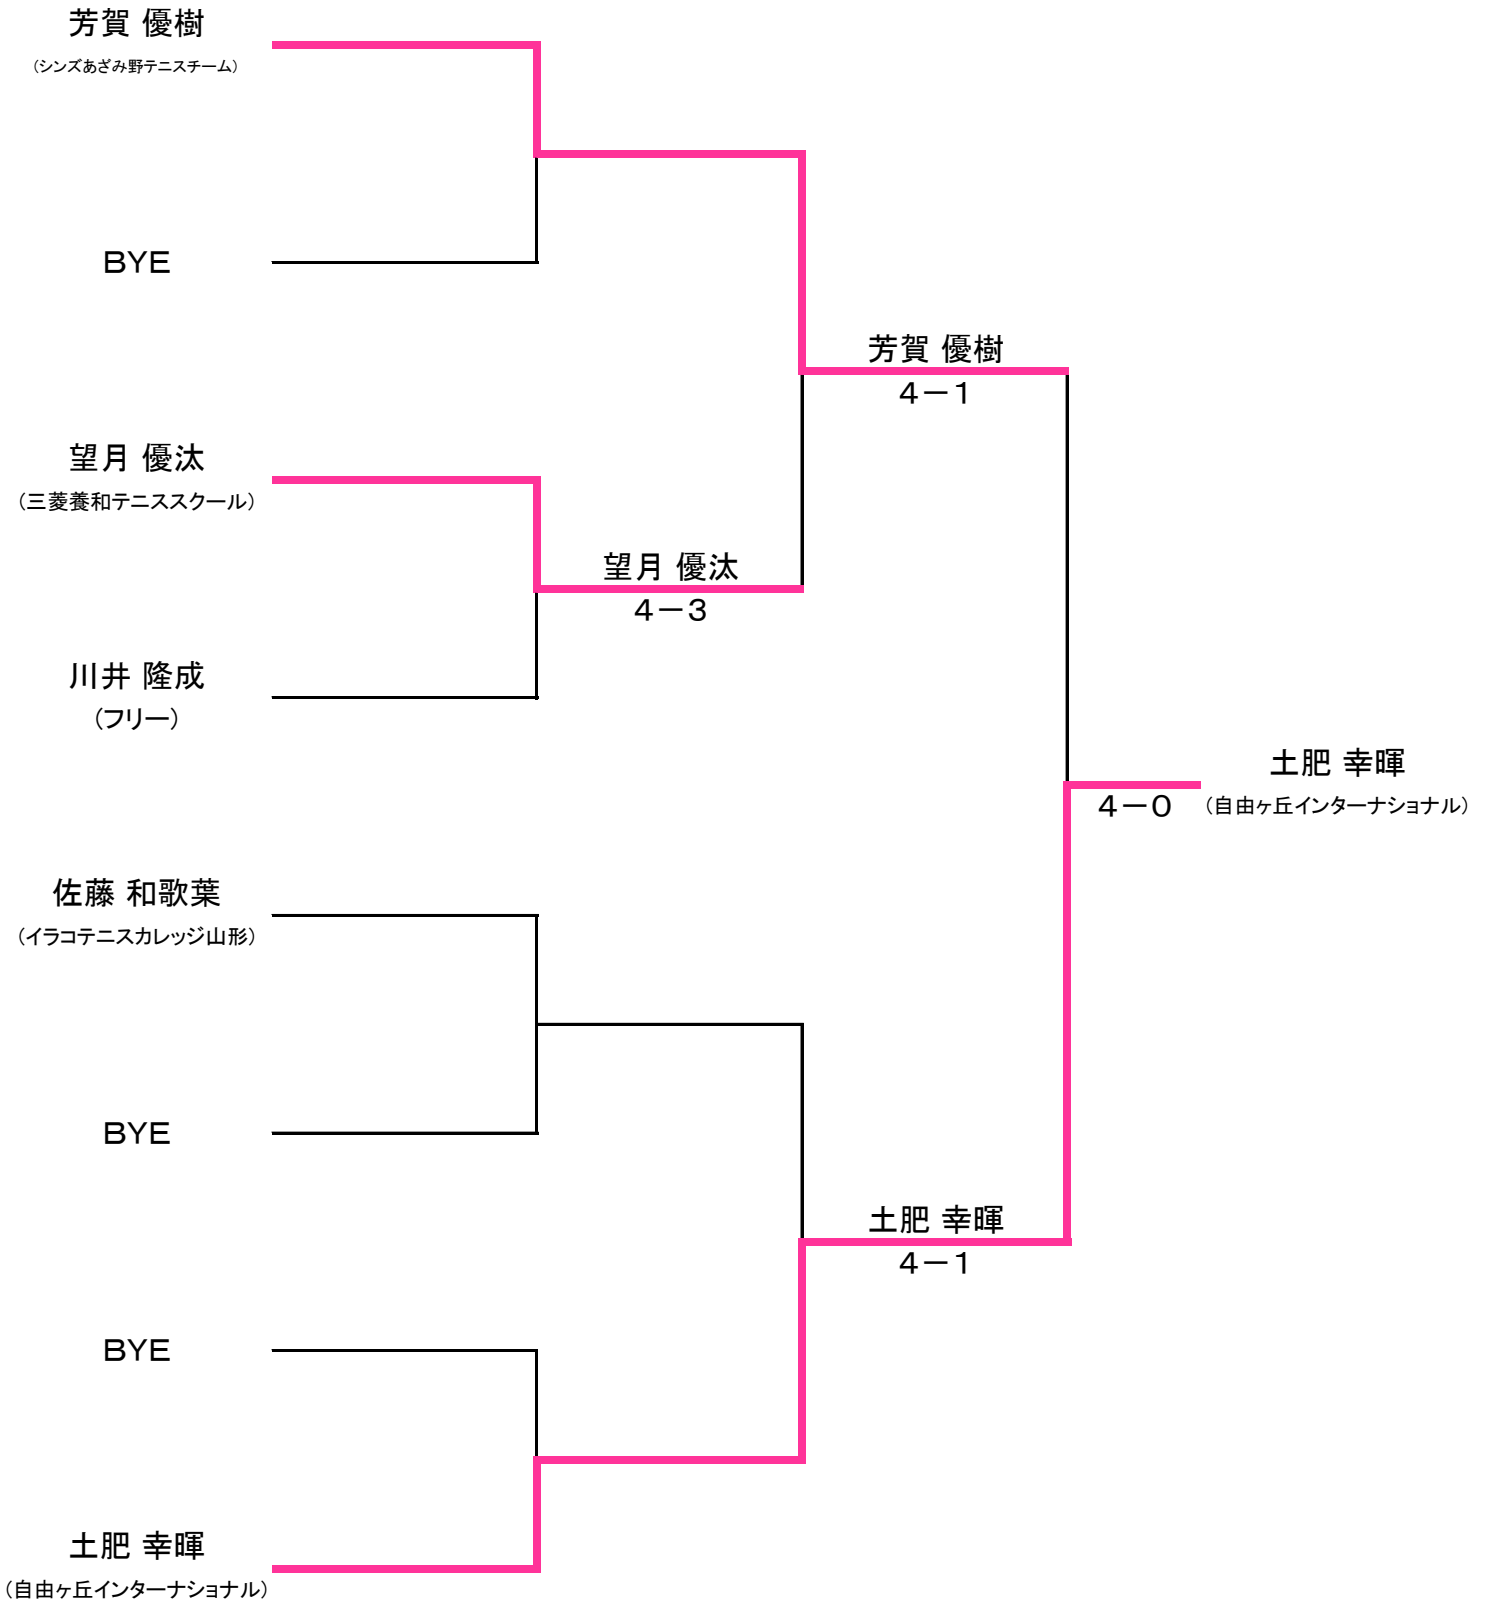 芳賀 優樹
（シンズあざみ野テニスチーム）
BYE
芳賀 優樹
4－1
望月 優汰
（三菱養和テニススクール）
望月 優汰
4－3
川井 隆成
（フリー）
土肥 幸暉
4－0 （自由ヶ丘インターナショナル）
佐藤 和歌葉
（イラコテニスカレッジ山形）
BYE
土肥 幸暉
4－1
BYE
土肥 幸暉
（自由ヶ丘インターナショナル）